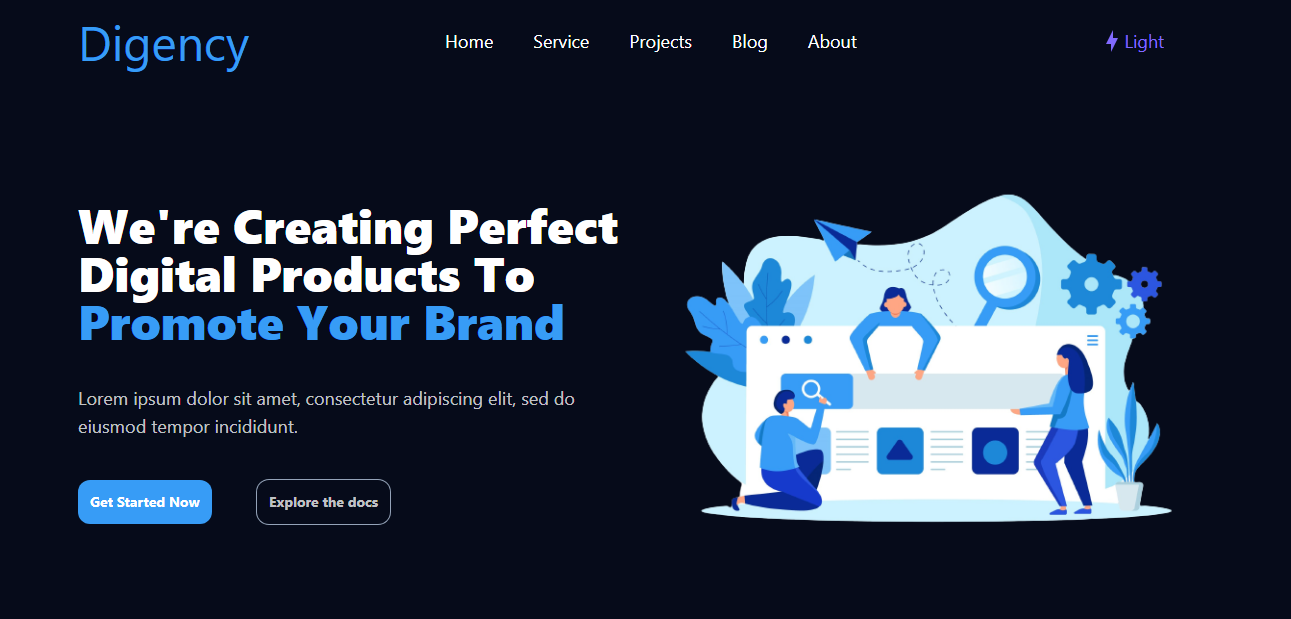 Digency
Home Service Projects Blog About
Light
We're Creating Perfect
Digital Products To
Promote Your Brand
Lorem ipsum dolor sit amet, consectetur adipiscing elit, sed do
eiusmod tempor incididunt.
Get Started Now
Explore the docs